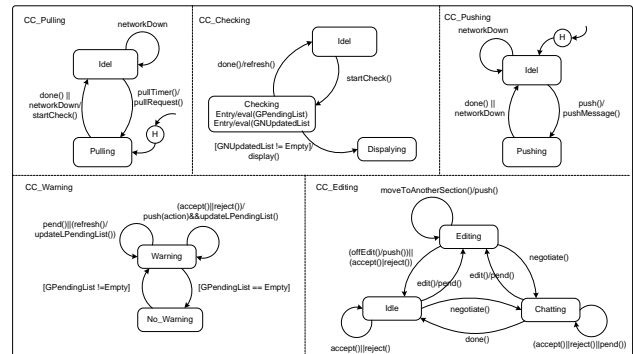 CC_Pulling
networkDown
Idel
done() ||
networkDown/
startCheck()
pullTimer()/
pullRequest()
H
Pulling
CC_Checking
Idel
done()/refresh()
startCheck()
Checking
Entry/eval(GPendingList)
Entry/eval(GNUpdatedList
[GNUpdatedList != Empty]/
display()
Dispalying
CC_Pushing
networkDown
H
Idel
done() ||
networkDown
push()/
pushMessage()
Pushing
CC_Warning
(accept()||reject())/
push(action)&&updateLPendingList()
pend()||(refresh()/
updateLPendingList())
Warning
[GPendingList !=Empty]
[GPendingList == Empty]
No_Warning
CC_Editing
moveToAnotherSection()/push()
Editing
(offEdit()/push())||
(accept()|reject())
negotiate()
edit()/pend()
edit()/pend()
Idle
negotiate()
Chatting
done()
accept()||reject()
(accept()||reject()||pend())